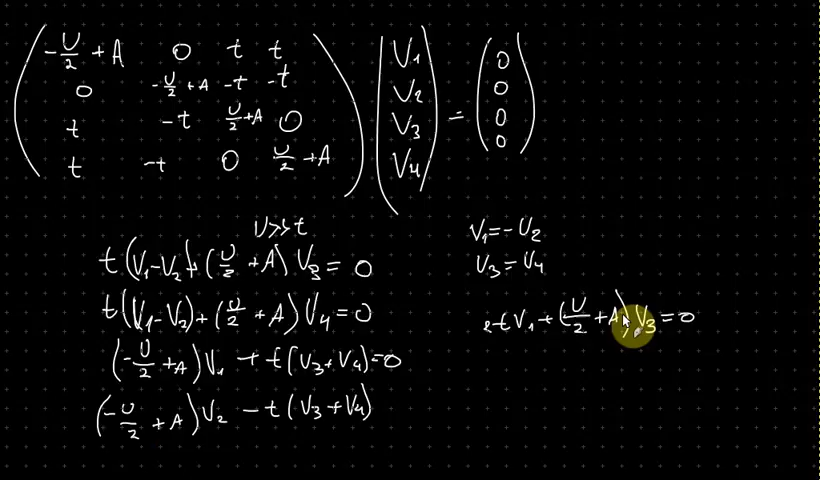 -U/2 + A 0 t t V1 0
0 -U/2 + A -t -t V2 0
t -t U/2 + A 0 V3 = 0
t -t 0 U/2 + A V4 0
U>>t
V1 = -V2
t(V1 - V2) + (U/2 + A) V3 = 0
V3 = V4
t(V1 - V2) + (U/2 + A) V4 = 0
2tV1 + (U/2 + A) V3 = 0
(-U/2 + A) V1 + t(V3 + V4) = 0
(-U/2 + A) V2 - t(V3 + V4)